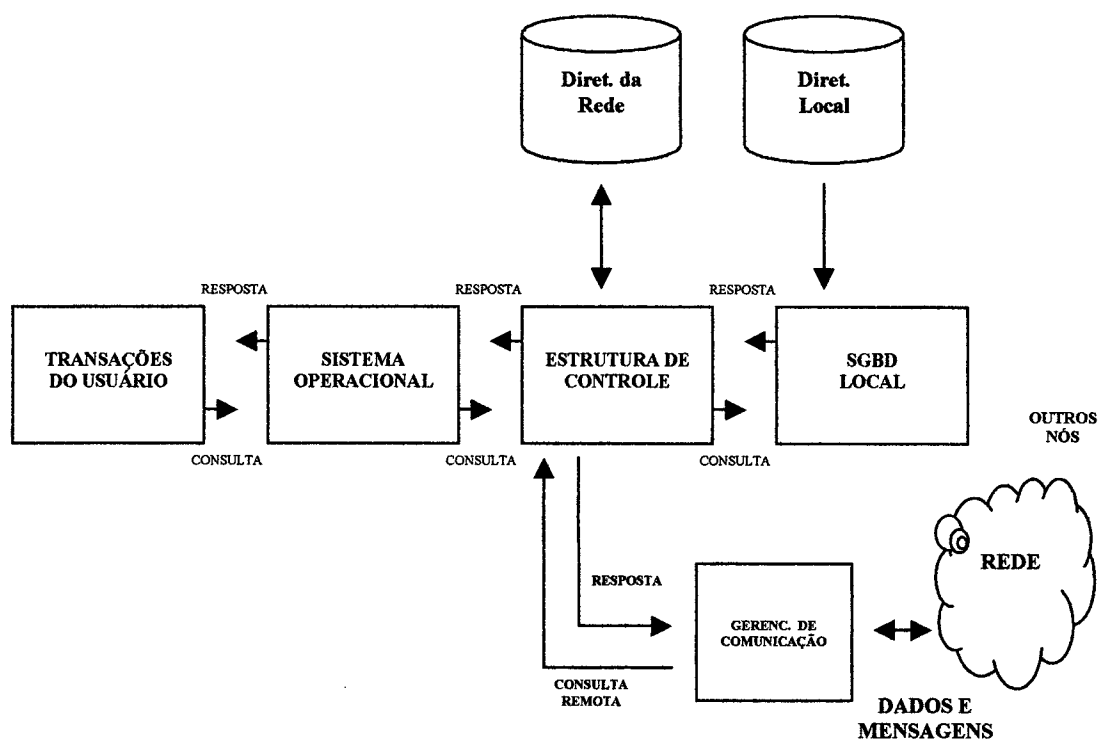 Diret. da
Rede
Diret.
Local
RESPOSTA
RESPOSTA
RESPOSTA
TRANSAÇÕES
DO USUÁRIO
SISTEMA
OPERACIONAL
ESTRUTURA DE
CONTROLE
SGBD
LOCAL
CONSULTA
CONSULTA
CONSULTA
OUTROS
NÓS
REDE
RESPOSTA
GERENC. DE
COMUNICAÇÃO
CONSULTA
REMOTA
DADOS E
MENSAGENS